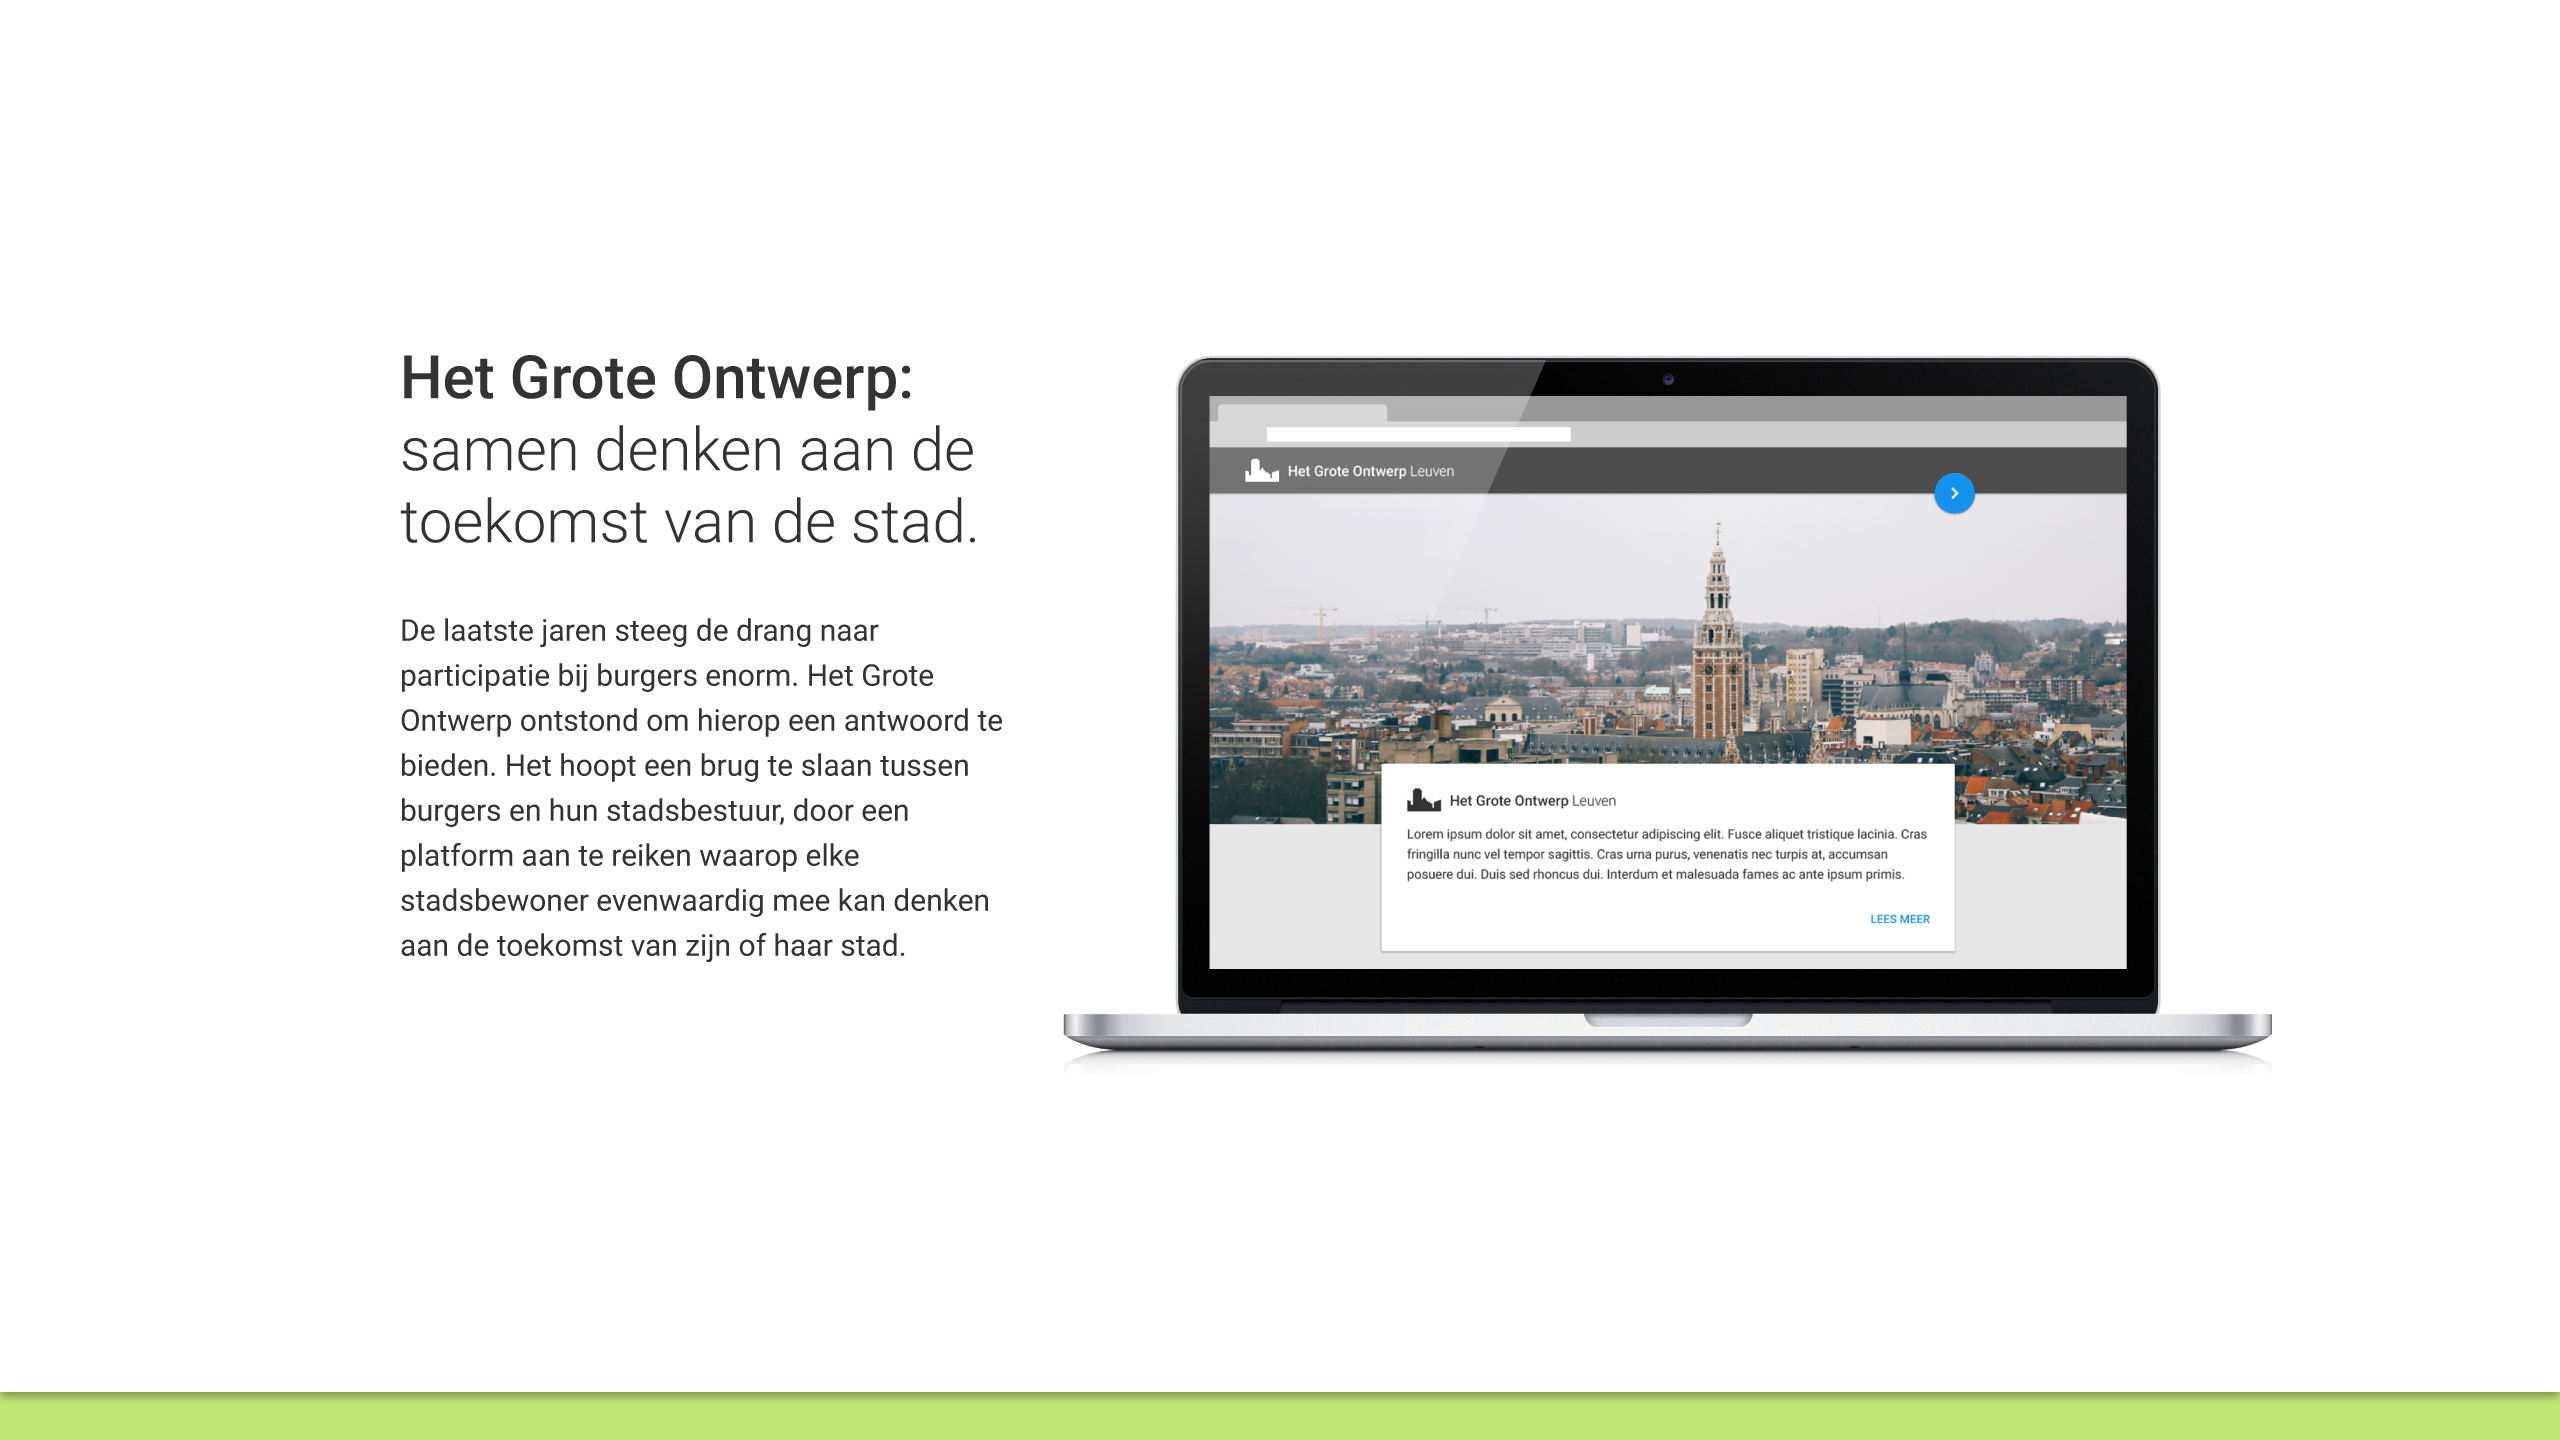 Het Grote Ontwerp:
samen denken aan de
toekomst van de stad.
De laatste jaren steeg de drang naar
participatie bij burgers enorm. Het Grote
Ontwerp ontstond om hierop een antwoord te
bieden. Het hoopt een brug te slaan tussen
burgers en hun stadsbestuur, door een
platform aan te reiken waarop elke
stadsbewoner evenwaardig mee kan denken
aan de toekomst van zijn of haar stad.
Het Grote Ontwerp Leuven
Het Grote Ontwerp Leuven
Lorem ipsum dolor sit amet, consectetur adipiscing elit. Fusce aliquet tristique lacinia. Cras
fringilla nunc vel tempor sagittis. Cras urna purus, venenatis nec turpis at, accumsan
posuere dui. Duis sed rhoncus dui. Interdum et malesuada fames ac ante ipsum primis.
LEES MEER